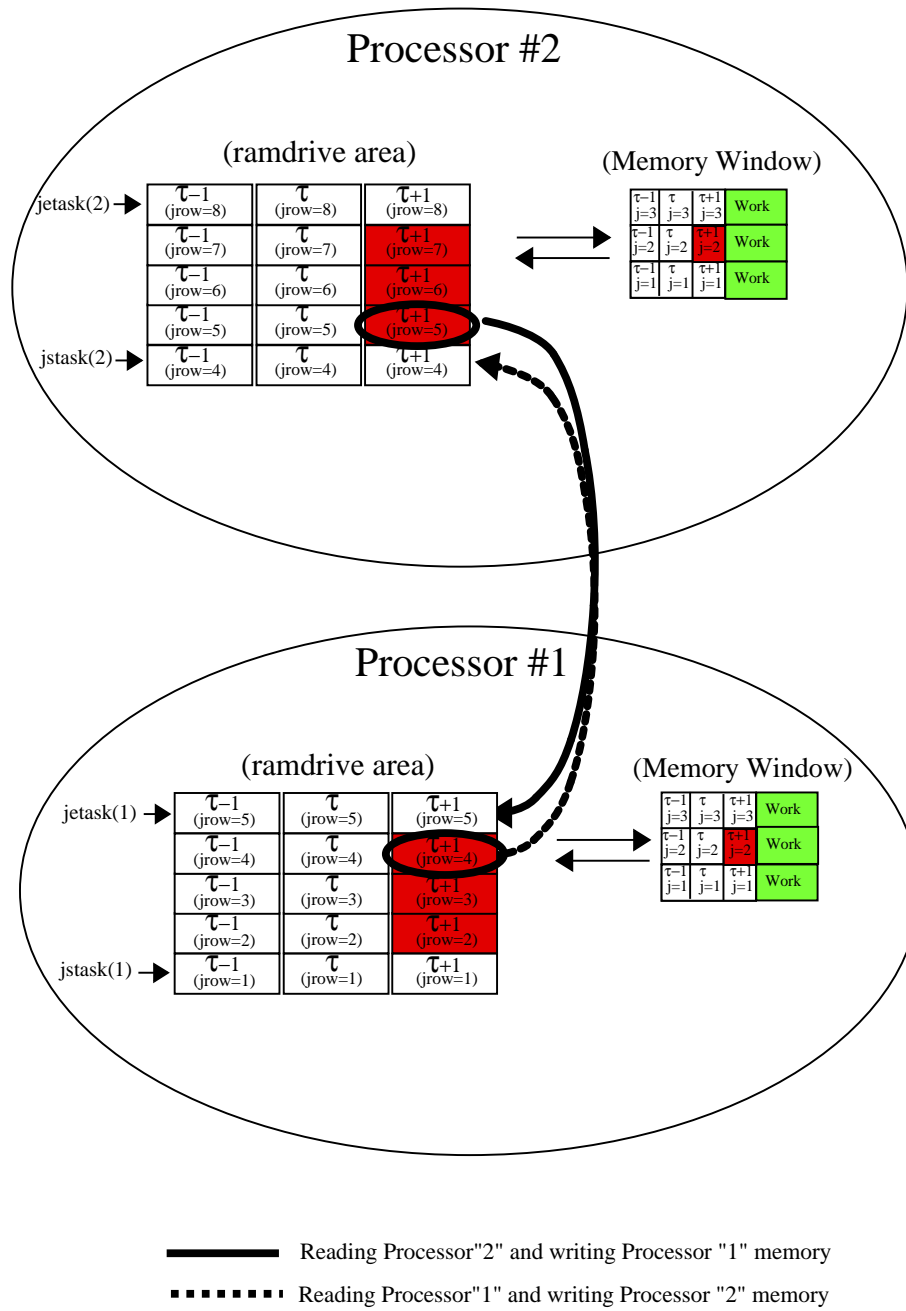 Processor #2
(ramdrive area)
(Memory Window)
jetask(2)
τ−1 τ τ+1
(jrow=8) (jrow=8) (jrow=8)
τ−1 τ τ+1
(jrow=7) (jrow=7) (jrow=7)
τ−1 τ τ+1
(jrow=6) (jrow=6) (jrow=6)
τ−1 τ τ+1
(jrow=5) (jrow=5) (jrow=5)
jstask(2)
τ−1 τ τ+1
(jrow=4) (jrow=4) (jrow=4)
τ−1 τ τ+1 Work
j=3 j=3 j=3
τ−1 τ τ+1 Work
j=2 j=2 j=2
τ−1 τ τ+1 Work
j=1 j=1 j=1
Processor #1
(ramdrive area)
(Memory Window)
jetask(1)
τ−1 τ τ+1
(jrow=5) (jrow=5) (jrow=5)
τ−1 τ τ+1
(jrow=4) (jrow=4) (jrow=4)
τ−1 τ τ+1
(jrow=3) (jrow=3) (jrow=3)
τ−1 τ τ+1
(jrow=2) (jrow=2) (jrow=2)
jstask(1)
τ−1 τ τ+1
(jrow=1) (jrow=1) (jrow=1)
τ−1 τ τ+1 Work
j=3 j=3 j=3
τ−1 τ τ+1 Work
j=2 j=2 j=2
τ−1 τ τ+1 Work
j=1 j=1 j=1
Reading Processor"2" and writing Processor "1" memory
Reading Processor"1" and writing Processor "2" memory